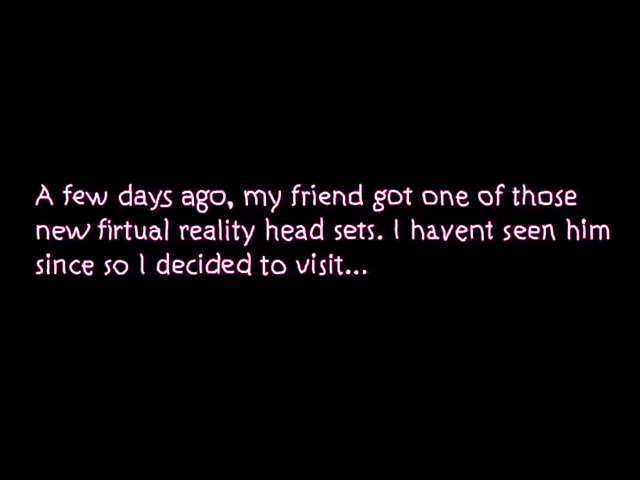 A few days ago, my friend got one of those
new firtual reality head sets. I havent seen him
since so I decided to visit...